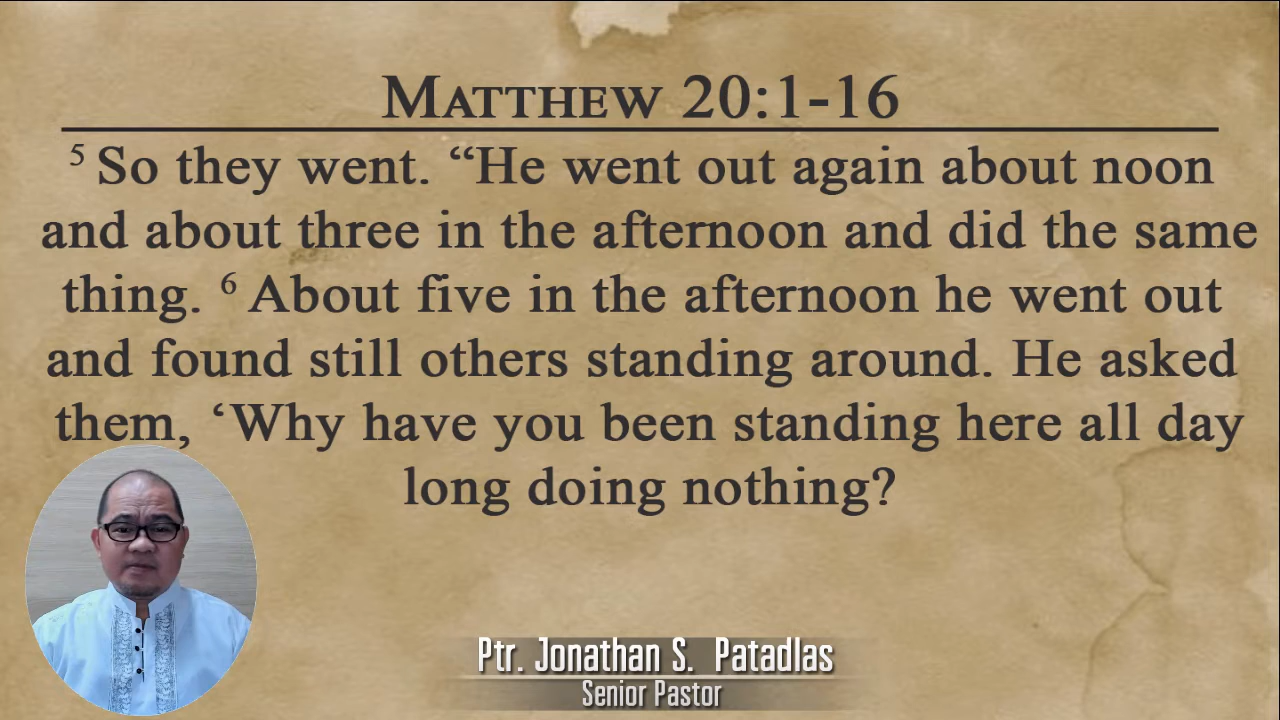 MATTHEW 20:1-16
5 So they went. “He went out again about noon
and about three in the afternoon and did the same
thing. 6 About five in the afternoon he went out
and found still others standing around. He asked
them, ‘Why have you been standing here all day
long doing nothing?
Ptr. Jonathan S. Patadlas
Senior Pastor